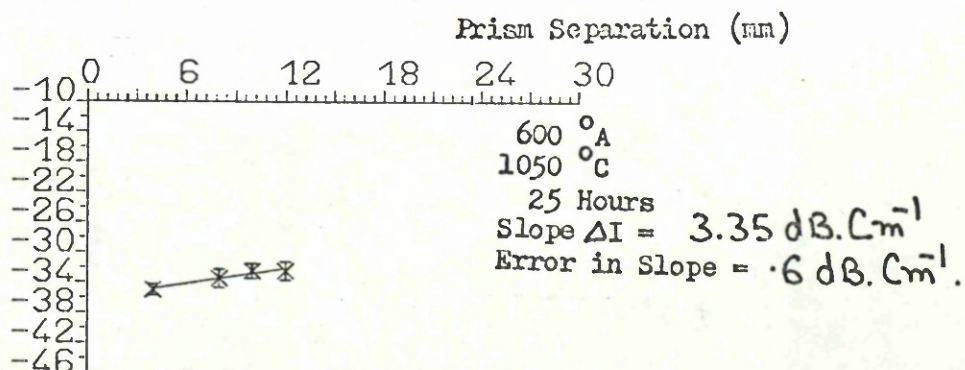 Prism Separation (mm)
0 6 12 18 24 30
-10
-14
-18
-22
-26
-30
-34
-38
-42
-46
600 °A
1050 °C
25 Hours
Slope ΔI = 3.35 dB.Cm⁻¹
Error in Slope = .6 dB.Cm⁻¹.